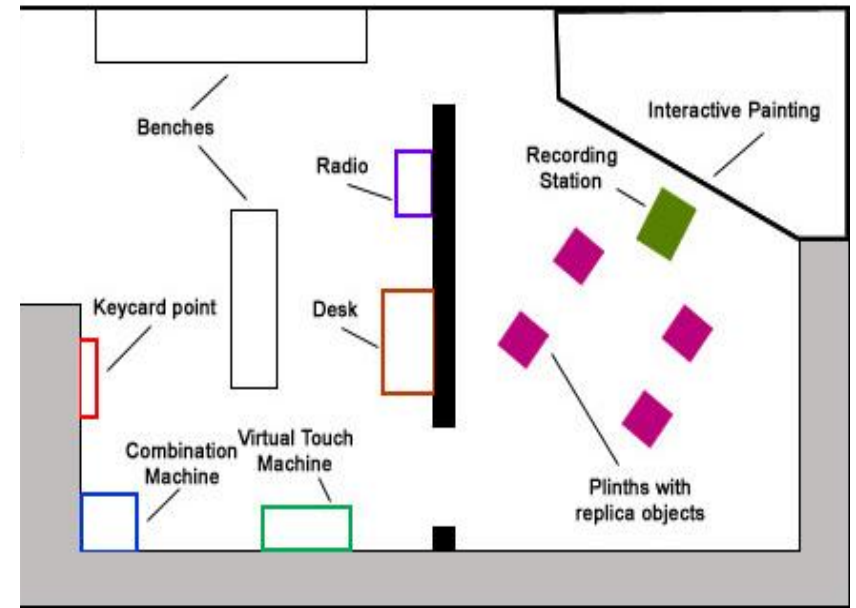 Benches
Radio
Interactive Painting
Recording
Station
Keycard point
Desk
Combination
Machine
Virtual Touch
Machine
Plinths with
replica objects